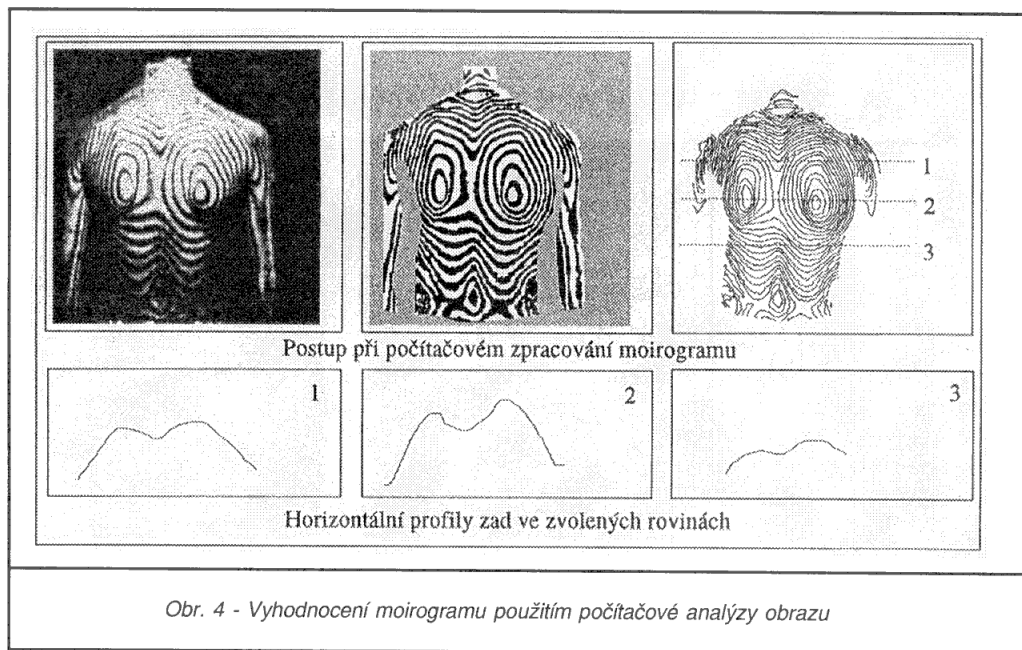 1
2
3
Postup při počítačovém zpracování moirogramu
1
2
3
Horizontální profily zad ve zvolených rovinách
Obr. 4 - Vyhodnocení moirogramu použitím počítačové analýzy obrazu